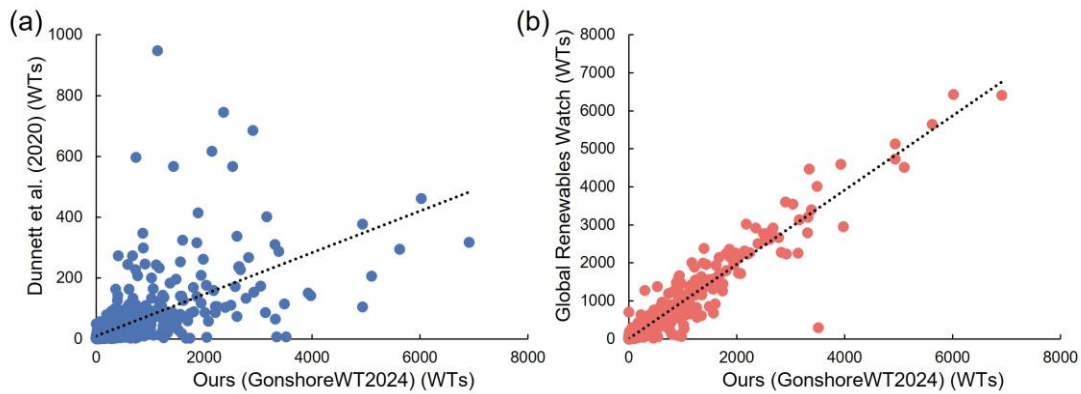 (a)
Dunnett et al. (2020) (WTs)
1000
800
600
400
200
0
0 2000 4000 6000 8000
Ours (GonshoreWT2024) (WTs)
(b)
Global Renewables Watch (WTs)
8000
7000
6000
5000
4000
3000
2000
1000
0
0 2000 4000 6000 8000
Ours (GonshoreWT2024) (WTs)